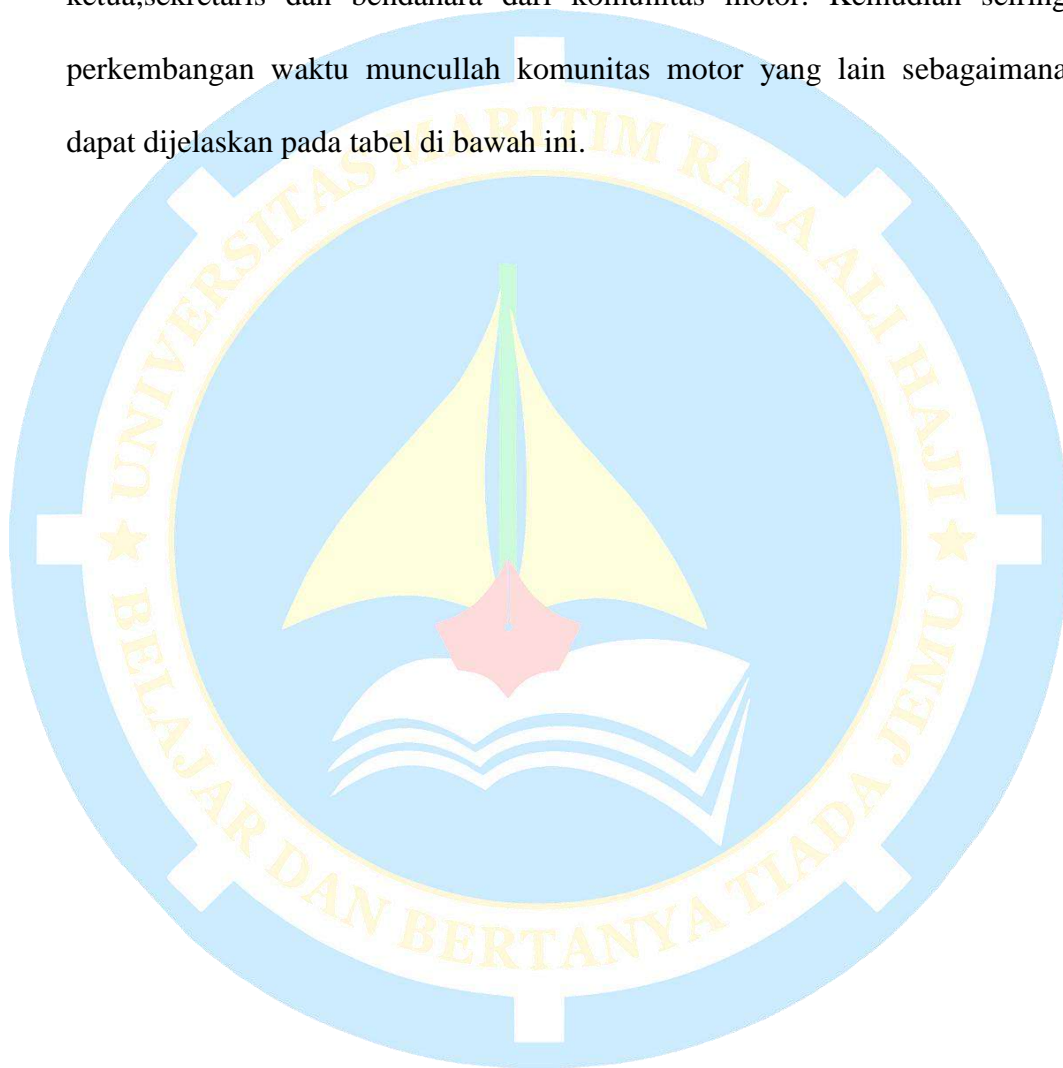 ketua,sekretaris dan bendahara dari komunitas motor. Kemudian seiring
perkembangan waktu muncullah komunitas motor yang lain sebagaimana
dapat dijelaskan pada tabel di bawah ini.
UNIVERSITAS MARITIM RAJA ALI HAJI
BELAJAR DAN BERTANYA TIADA JEMU